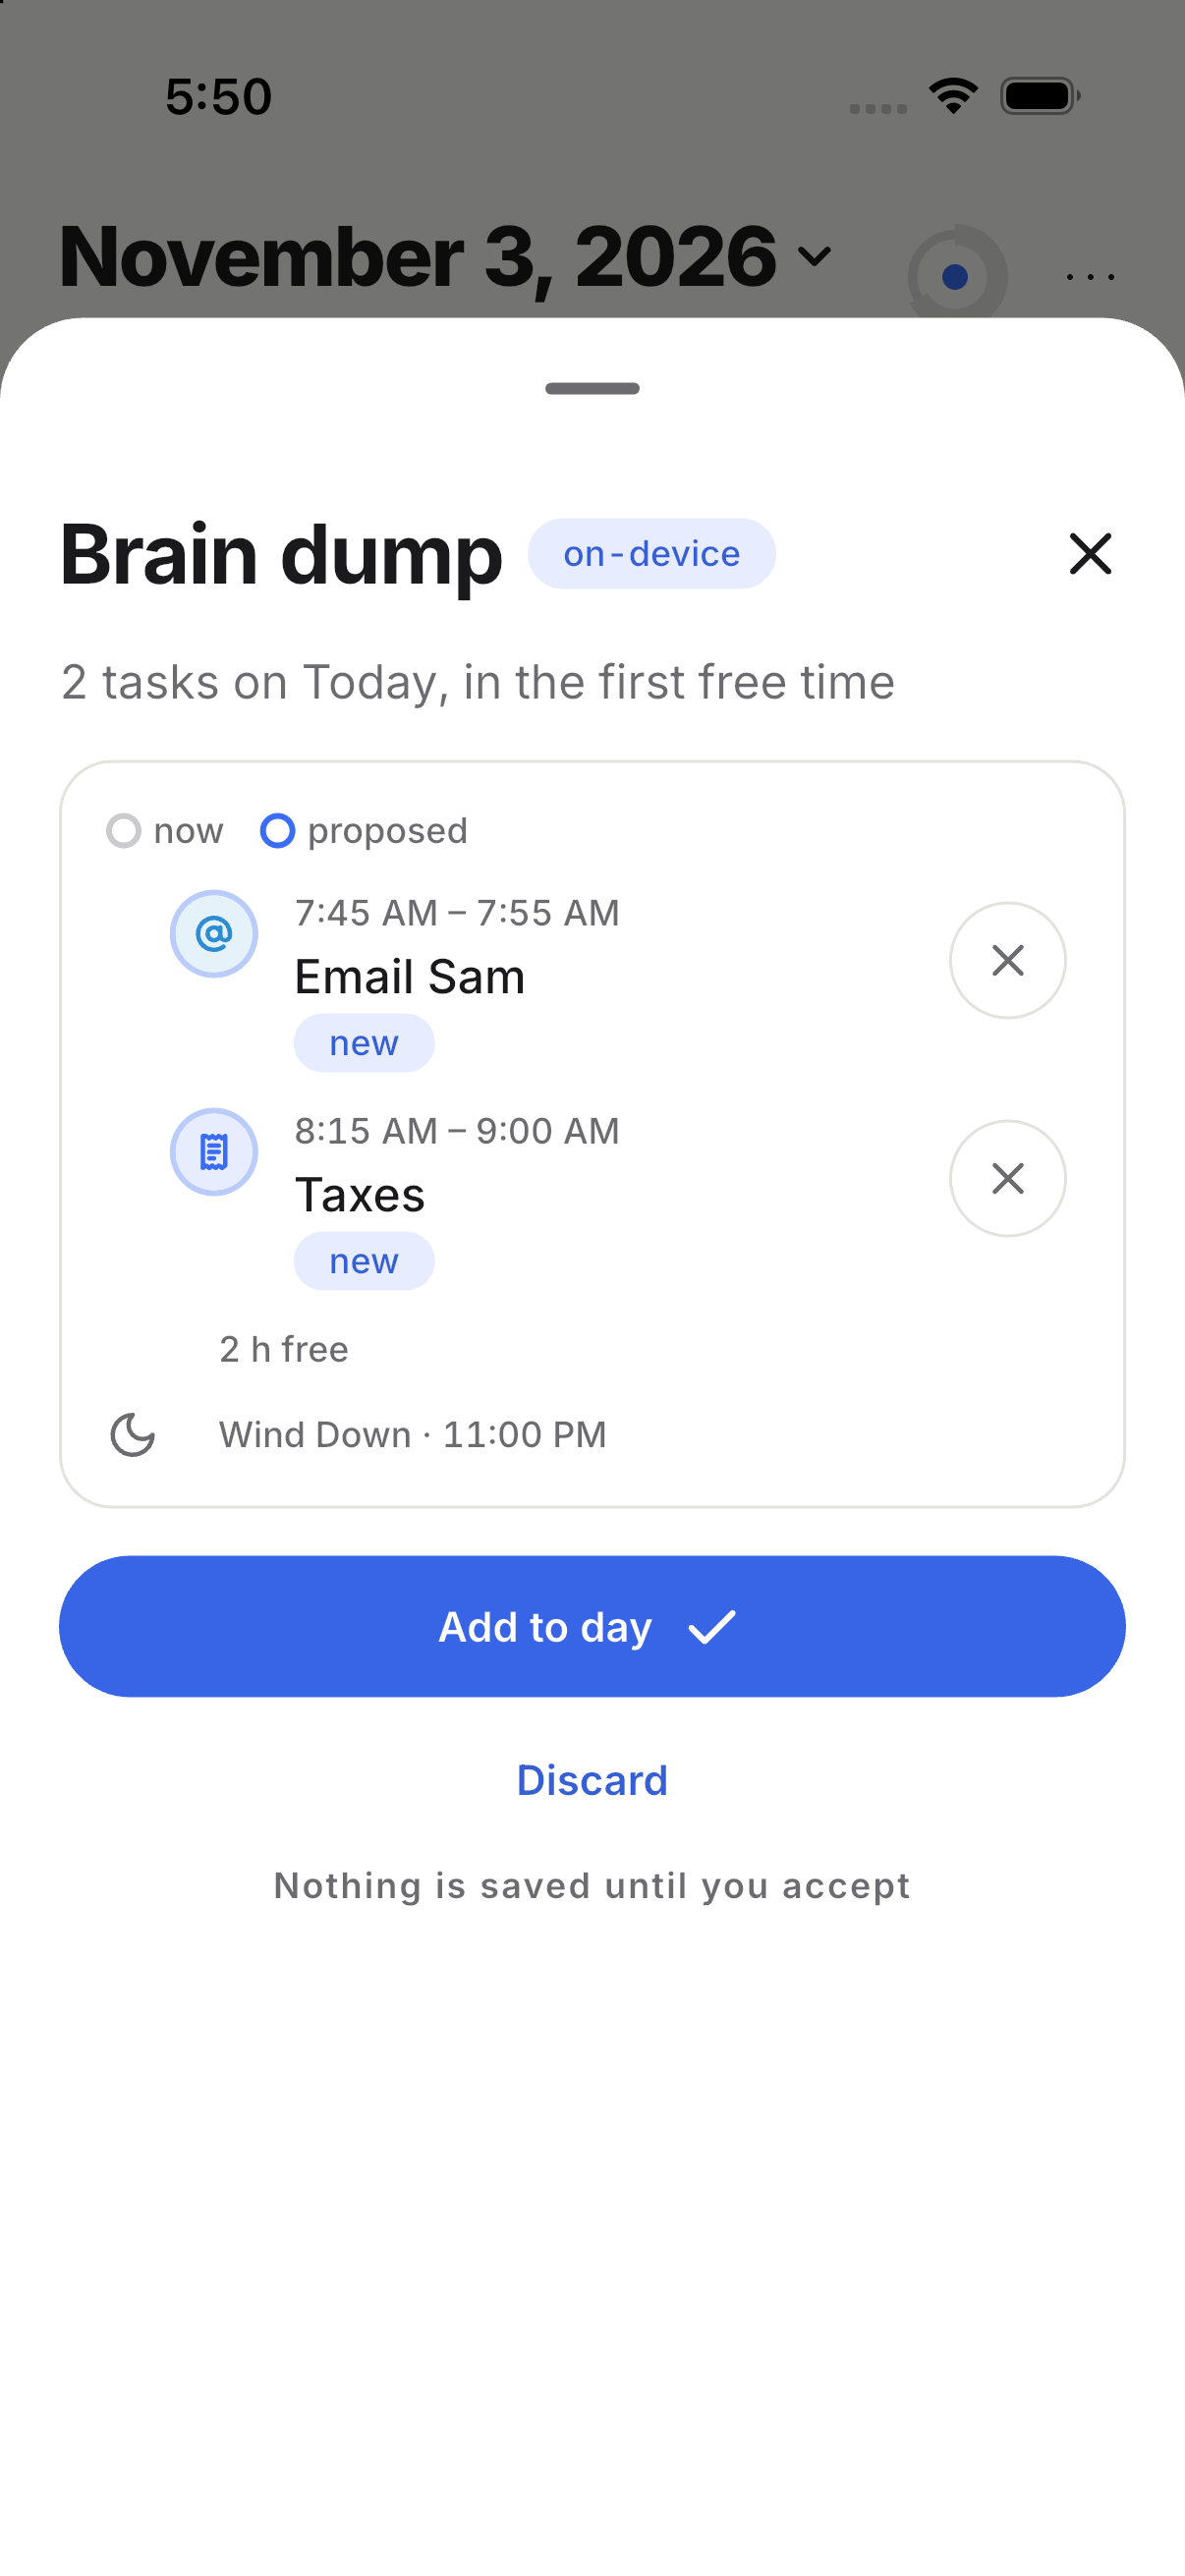 5:50
November 3, 2026
Brain dump on-device
2 tasks on Today, in the first free time
now proposed
7:45 AM – 7:55 AM
Email Sam
new
8:15 AM – 9:00 AM
Taxes
new
2 h free
Wind Down · 11:00 PM
Add to day
Discard
Nothing is saved until you accept